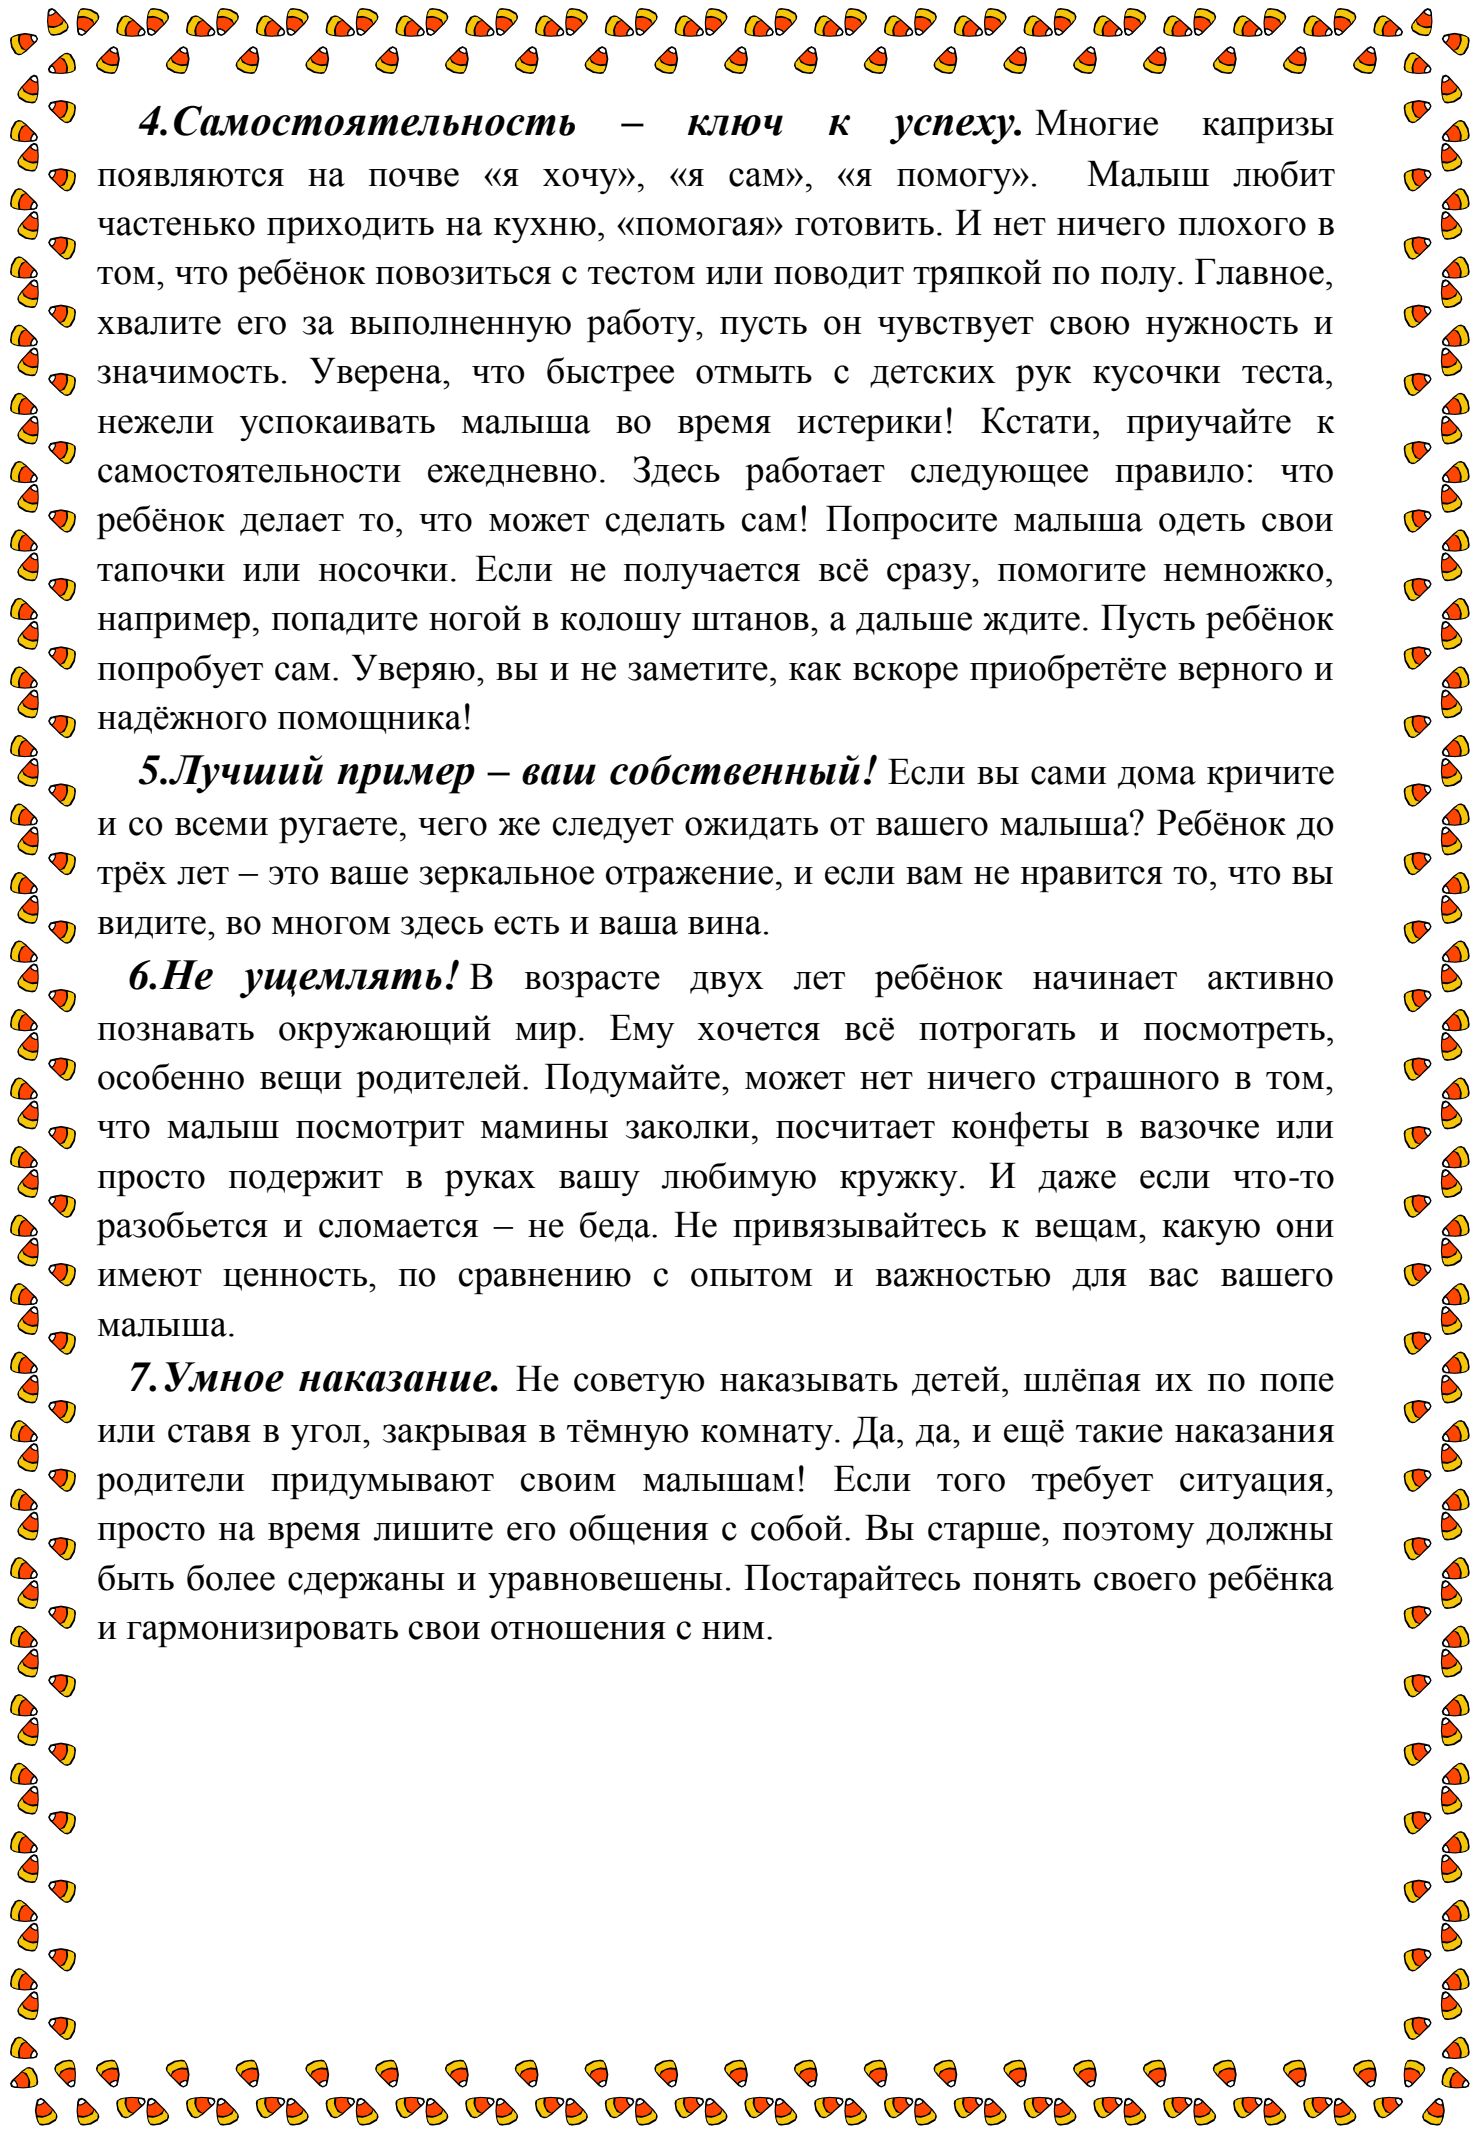 4.Самостоятельность – ключ к успеху. Многие капризы
появляются на почве «я хочу», «я сам», «я помогу». Малыш любит
частенько приходить на кухню, «помогая» готовить. И нет ничего плохого в
том, что ребёнок повозиться с тестом или поводит тряпкой по полу. Главное,
хвалите его за выполненную работу, пусть он чувствует свою нужность и
значимость. Уверена, что быстрее отмыть с детских рук кусочки теста,
нежели успокаивать малыша во время истерики! Кстати, приучайте к
самостоятельности ежедневно. Здесь работает следующее правило: что
ребёнок делает то, что может сделать сам! Попросите малыша одеть свои
тапочки или носочки. Если не получается всё сразу, помогите немножко,
например, попадите ногой в колошу штанов, а дальше ждите. Пусть ребёнок
попробует сам. Уверяю, вы и не заметите, как вскоре приобретёте верного и
надёжного помощника!
5.Лучший пример – ваш собственный! Если вы сами дома кричите
и со всеми ругаете, чего же следует ожидать от вашего малыша? Ребёнок до
трёх лет – это ваше зеркальное отражение, и если вам не нравится то, что вы
видите, во многом здесь есть и ваша вина.
6.Не ущемлять! В возрасте двух лет ребёнок начинает активно
познавать окружающий мир. Ему хочется всё потрогать и посмотреть,
особенно вещи родителей. Подумайте, может нет ничего страшного в том,
что малыш посмотрит мамины заколки, посчитает конфеты в вазочке или
просто подержит в руках вашу любимую кружку. И даже если что-то
разобьется и сломается – не беда. Не привязывайтесь к вещам, какую они
имеют ценность, по сравнению с опытом и важностью для вас вашего
малыша.
7.Умное наказание. Не советую наказывать детей, шлёпая их по попе
или ставя в угол, закрывая в тёмную комнату. Да, да, и ещё такие наказания
родители придумывают своим малышам! Если того требует ситуация,
просто на время лишите его общения с собой. Вы старше, поэтому должны
быть более сдержаны и уравновешены. Постарайтесь понять своего ребёнка
и гармонизировать свои отношения с ним.